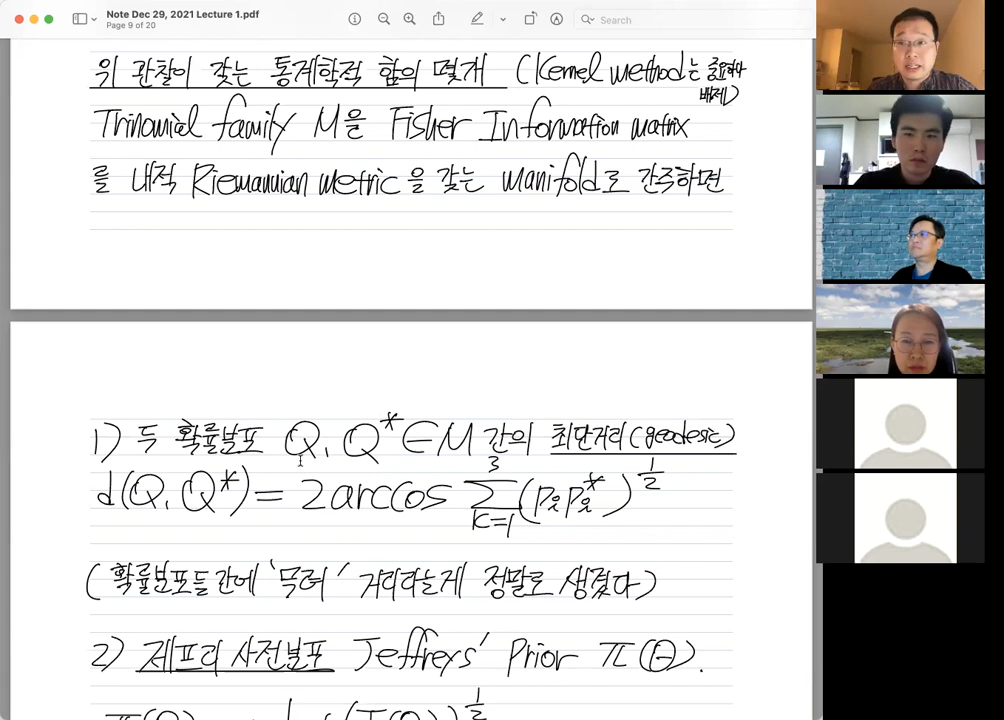 Note Dec 29, 2021 Lecture 1.pdf
Page 9 of 20
Search
위 관찰이 갖는 통계학적 함의 몇개 (Kernel method는 중요하나
배제)
Trinomial family M을 Fisher Information matrix
를 내적 Riemannian metric을 갖는 manifold로 간주하면
1) 두 확률분포 Q, Q* ∈ M 간의 최단거리(geodesic)
d(Q, Q*) = 2arccos ∑_{k=1}^{3} (p_i p_i^*)^{1/2}
(확률분포들 간에 '무려' 거리라는게 정말로 생겼다)
2) 제프리 사전분포 Jeffreys' Prior π(Θ).